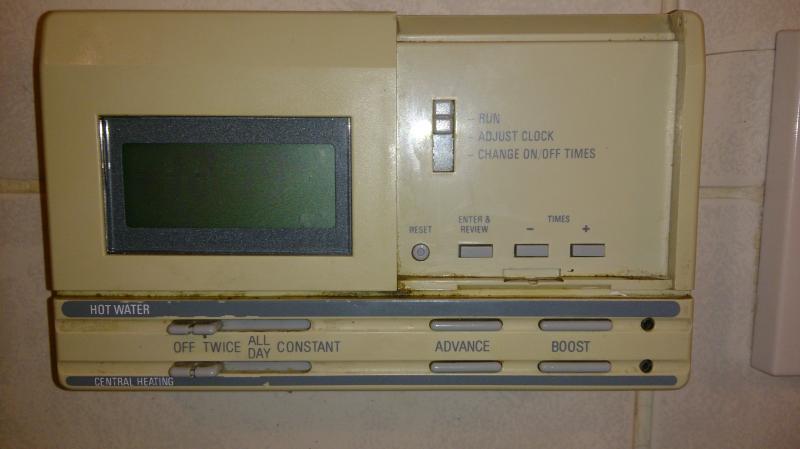 RUN
ADJUST CLOCK
CHANGE ON/OFF TIMES
RESET
ENTER &
REVIEW
TIMES
- +
HOT WATER
OFF TWICE ALL DAY CONSTANT
ADVANCE
BOOST
CENTRAL HEATING